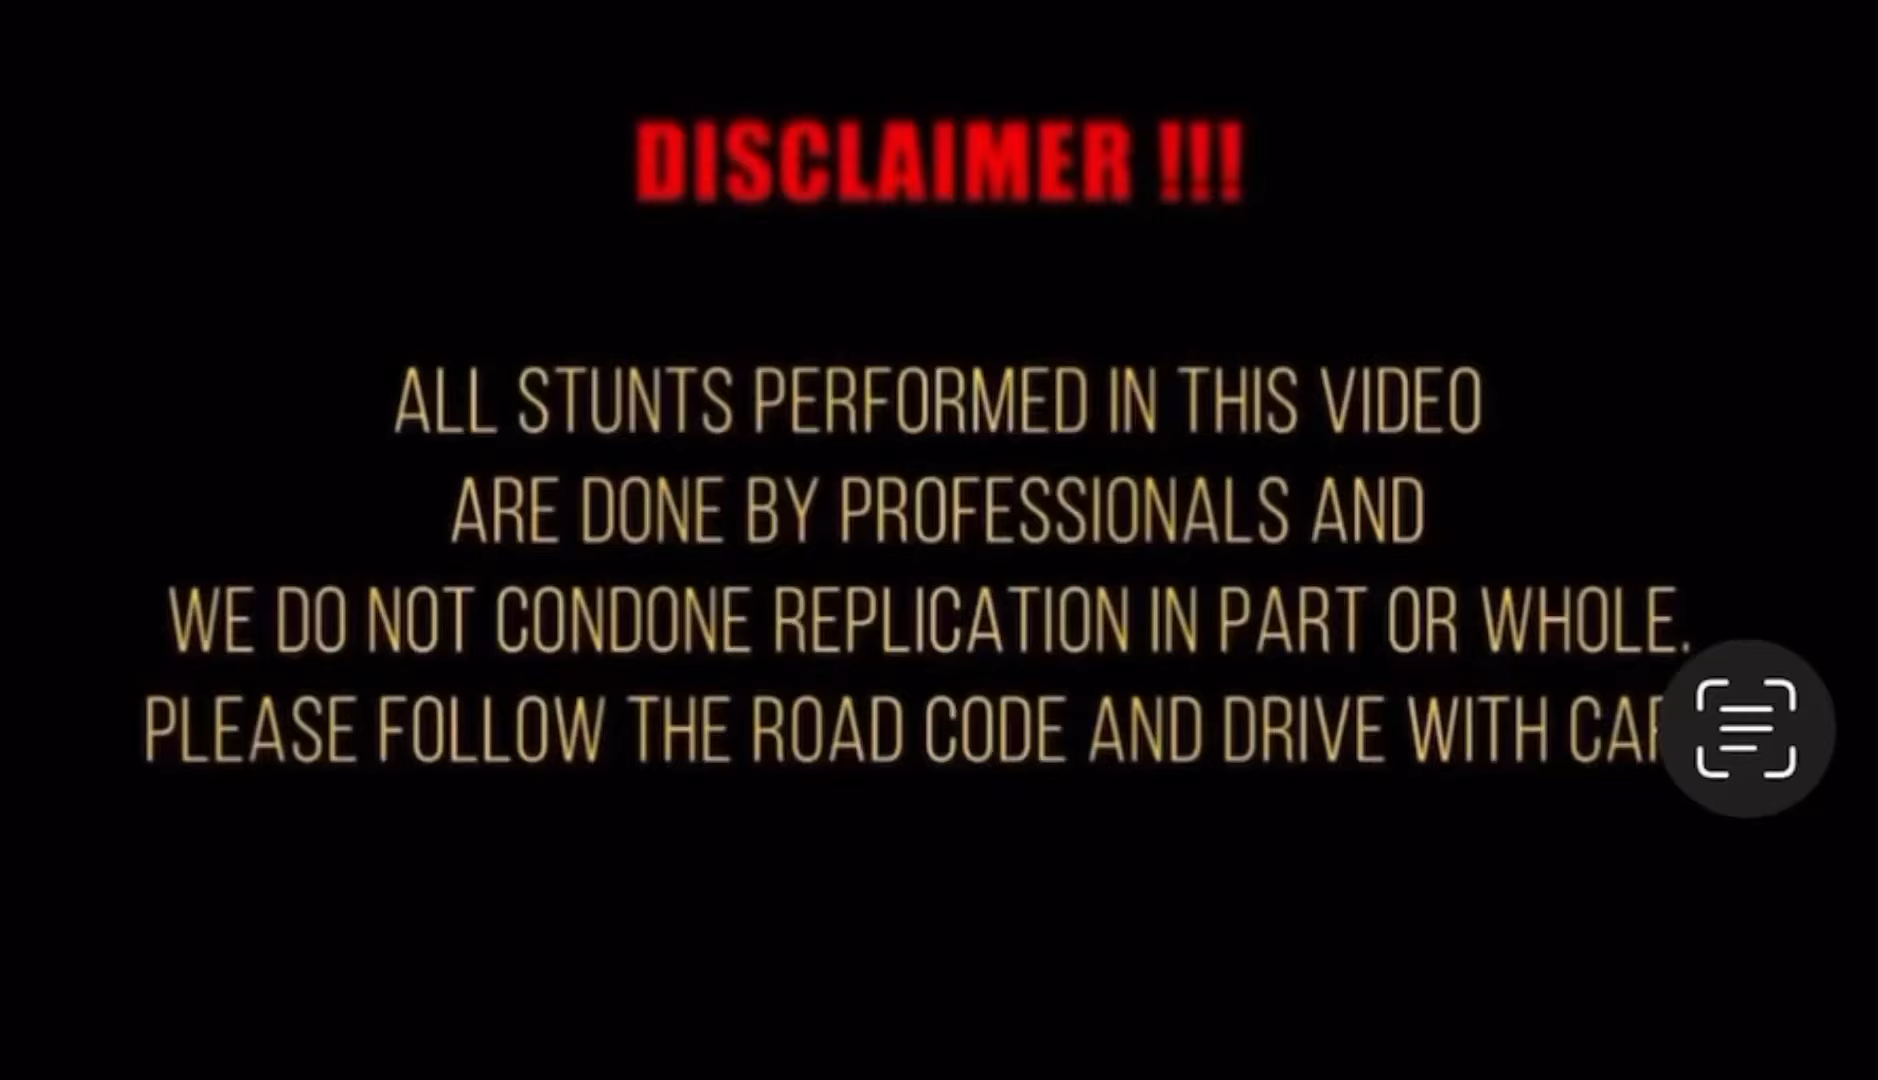 DISCLAIMER !!!
ALL STUNTS PERFORMED IN THIS VIDEO
ARE DONE BY PROFESSIONALS AND
WE DO NOT CONDONE REPLICATION IN PART OR WHOLE.
PLEASE FOLLOW THE ROAD CODE AND DRIVE WITH